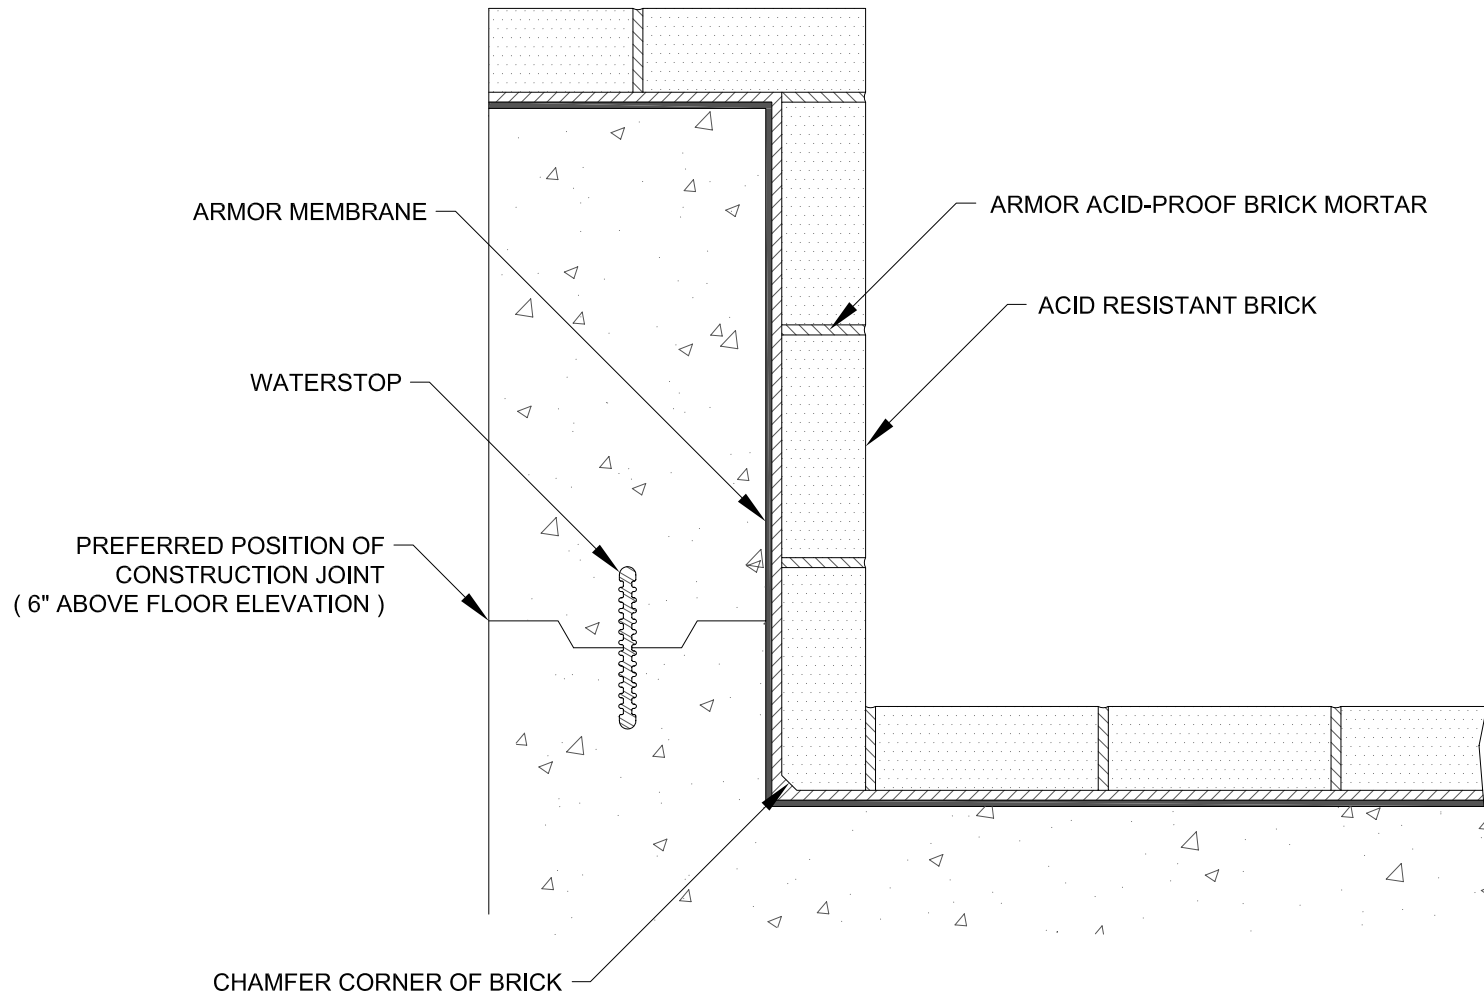 ARMOR MEMBRANE
ARMOR ACID-PROOF BRICK MORTAR
ACID RESISTANT BRICK
WATERSTOP
PREFERRED POSITION OF
CONSTRUCTION JOINT
( 6" ABOVE FLOOR ELEVATION )
CHAMFER CORNER OF BRICK